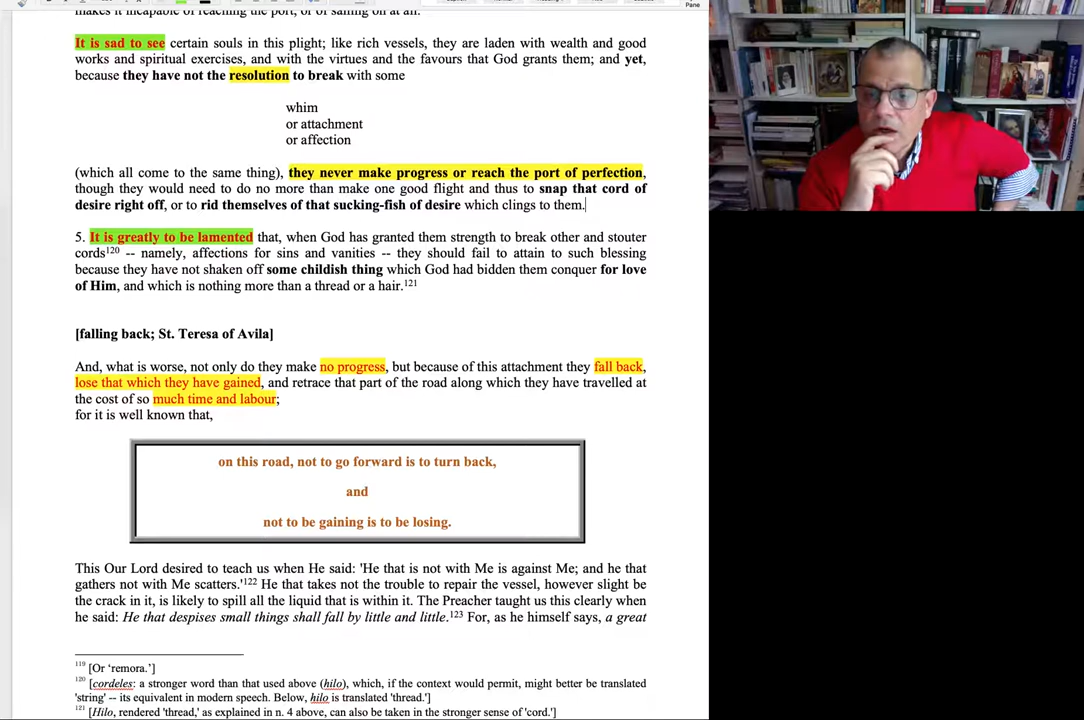 makes it incapable of reaching the port, or of sailing on at all.
Pane
It is sad to see certain souls in this plight; like rich vessels, they are laden with wealth and good
works and spiritual exercises, and with the virtues and the favours that God grants them; and yet,
because they have not the resolution to break with some
whim
or attachment
or affection
(which all come to the same thing), they never make progress or reach the port of perfection,
though they would need to do no more than make one good flight and thus to snap that cord of
desire right off, or to rid themselves of that sucking-fish of desire which clings to them.
5. It is greatly to be lamented that, when God has granted them strength to break other and stouter
cords120 -- namely, affections for sins and vanities -- they should fail to attain to such blessing
because they have not shaken off some childish thing which God had bidden them conquer for love
of Him, and which is nothing more than a thread or a hair.121
[falling back; St. Teresa of Avila]
And, what is worse, not only do they make no progress, but because of this attachment they fall back,
lose that which they have gained, and retrace that part of the road along which they have travelled at
the cost of so much time and labour;
for it is well known that,
on this road, not to go forward is to turn back,
and
not to be gaining is to be losing.
This Our Lord desired to teach us when He said: 'He that is not with Me is against Me; and he that
gathers not with Me scatters.'122 He that takes not the trouble to repair the vessel, however slight be
the crack in it, is likely to spill all the liquid that is within it. The Preacher taught us this clearly when
he said: He that despises small things shall fall by little and little.123 For, as he himself says, a great
119 [Or ‘remora.’]
120 [cordeles: a stronger word than that used above (hilo), which, if the context would permit, might better be translated
'string' -- its equivalent in modern speech. Below, hilo is translated 'thread.']
121 [Hilo, rendered 'thread,' as explained in n. 4 above, can also be taken in the stronger sense of 'cord.']